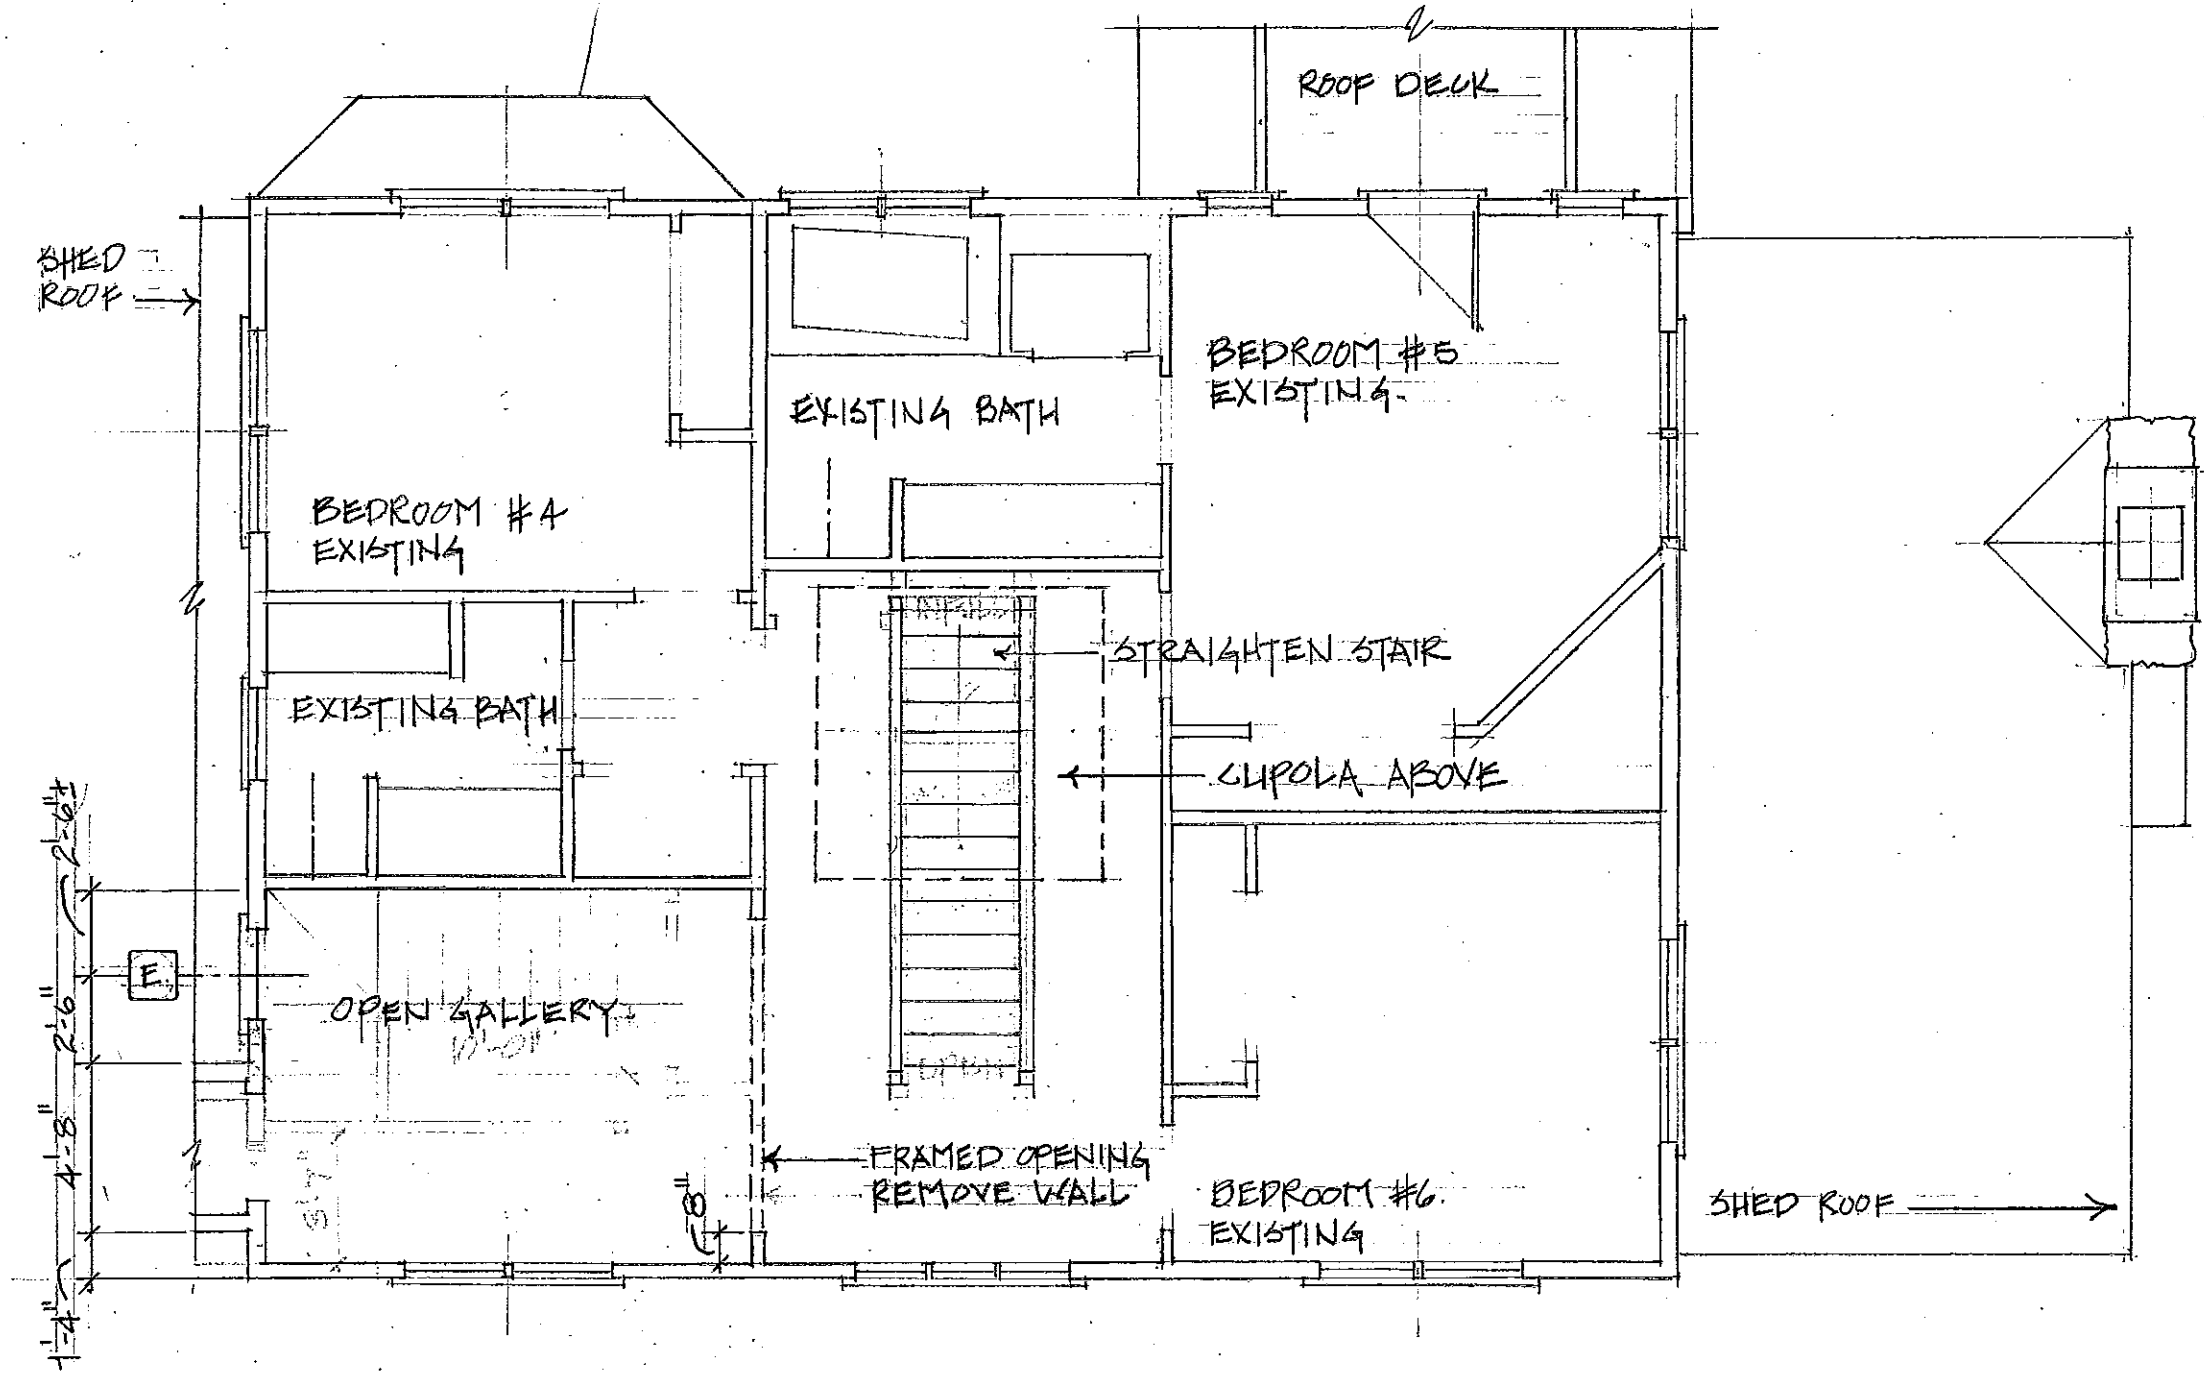 ROOF DECK
SHED
ROOF
BEDROOM #5
EXISTING.
EXISTING BATH
BEDROOM #4
EXISTING
STRAIGHTEN STAIR
EXISTING BATH
CUPOLA ABOVE
2'-6"±
E
2'-6"
OPEN GALLERY
4'-8"
FRAMED OPENING
REMOVE WALL
8"
BEDROOM #6.
EXISTING
SHED ROOF
1'-4"